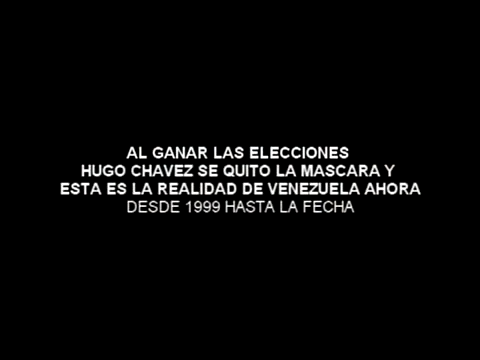 AL GANAR LAS ELECCIONES
HUGO CHAVEZ SE QUITO LA MASCARA Y
ESTA ES LA REALIDAD DE VENEZUELA AHORA
DESDE 1999 HASTA LA FECHA